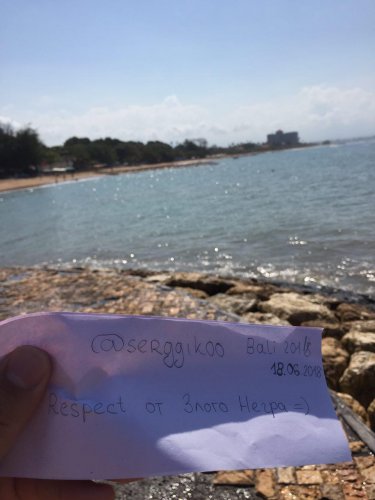 @serggikoo Bali 2018
18.06.2018
Respect от Злого Негра =)